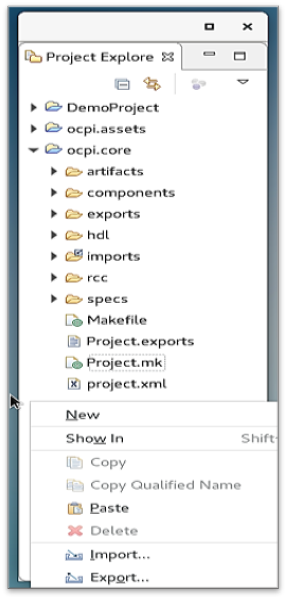 Project Explore
DemoProject
ocpi.assets
ocpi.core
artifacts
components
exports
hdl
imports
rcc
specs
Makefile
Project.exports
Project.mk
project.xml
New
Show In Shift+
Copy
Copy Qualified Name
Paste
Delete
Import...
Export...